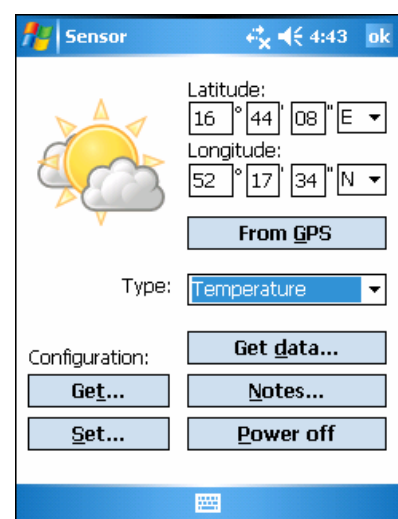 Sensor 4:43 ok
Latitude:
16 ° 44 ' 08 " E
Longitude:
52 ° 17 ' 34 " N
From GPS
Type: Temperature
Get data...
Configuration:
Get... Notes...
Set... Power off